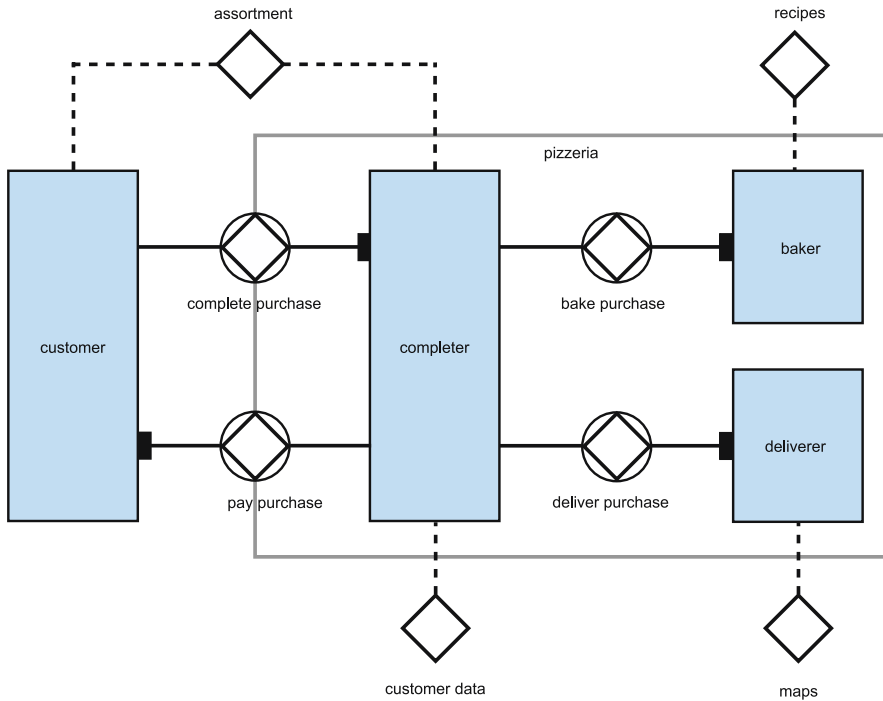 assortment
recipes
pizzeria
baker
complete purchase
bake purchase
customer
completer
deliverer
pay purchase
deliver purchase
customer data
maps